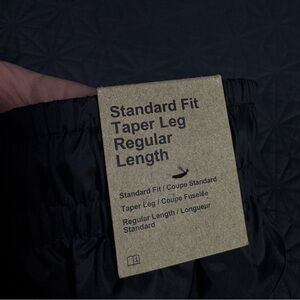 Standard Fit
Taper Leg
Regular
Length
Standard Fit / Coupe Standard
Taper Leg / Coupe Fuselée
Regular Length / Longueur
Standard